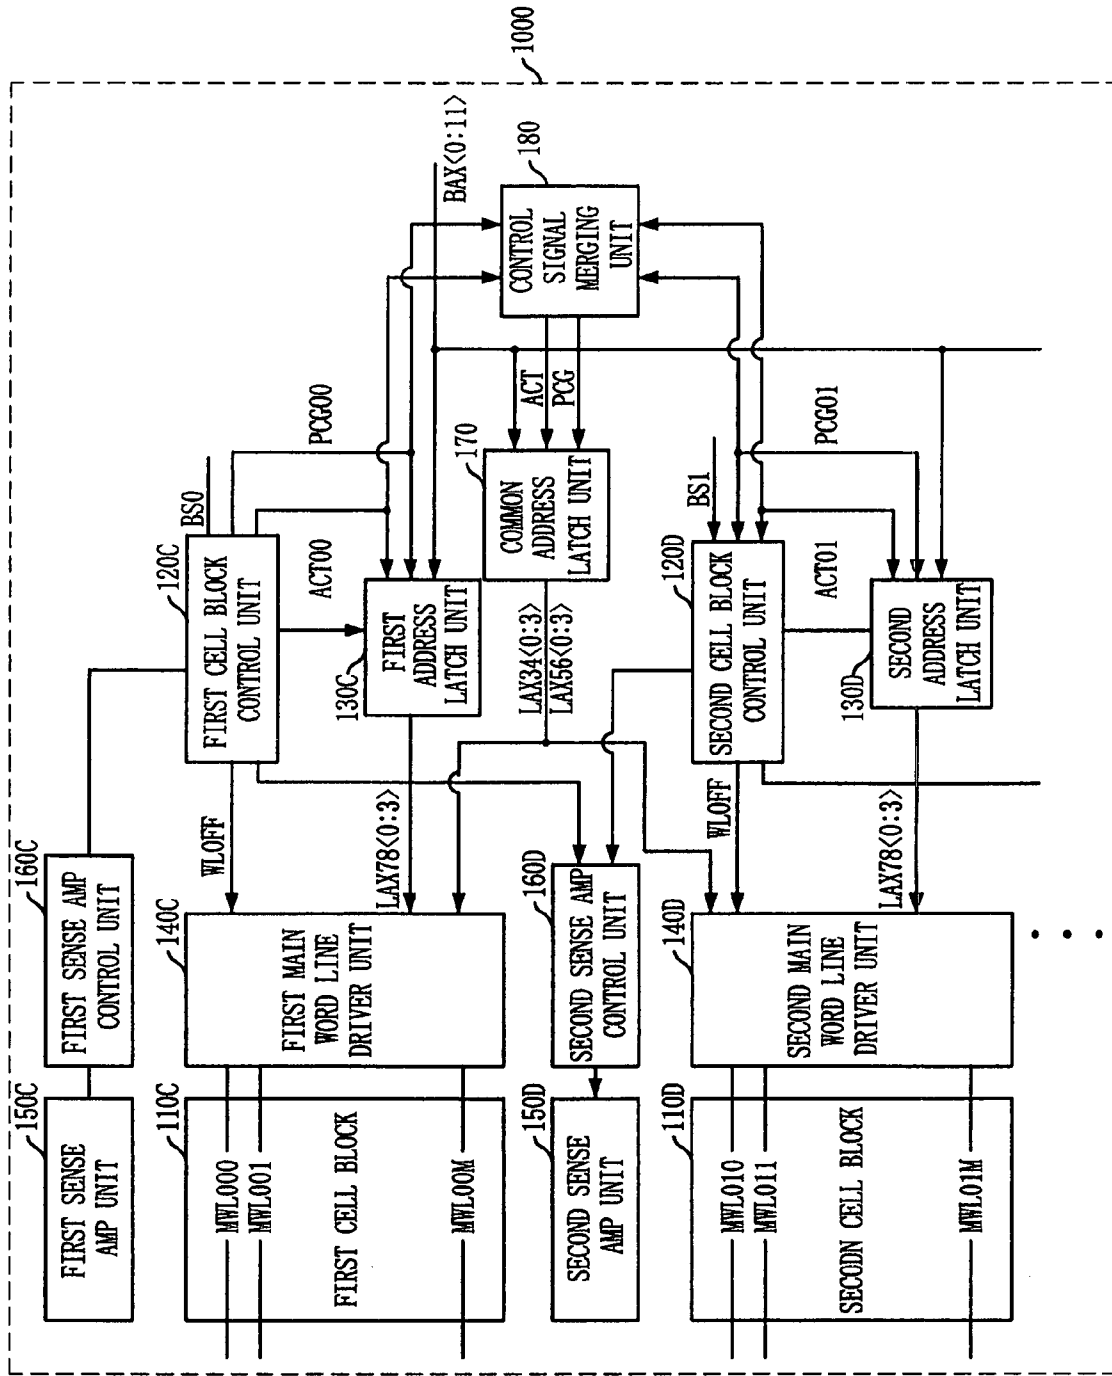 1000
150C
FIRST SENSE
AMP UNIT
160C
FIRST SENSE AMP
CONTROL UNIT
110C
MWL000
MWL001
FIRST CELL BLOCK
MWL00M
140C
FIRST MAIN
WORD LINE
DRIVER UNIT
WLOFF
LAX78<0:3>
120C
FIRST CELL BLOCK
CONTROL UNIT
BS0
PCG00
ACT00
130C
FIRST
ADDRESS
LATCH UNIT
BAX<0:11>
180
CONTROL
SIGNAL
MERGING
UNIT
ACT
PCG
170
COMMON
ADDRESS
LATCH UNIT
LAX34<0:3>
LAX56<0:3>
150D
SECOND SENSE
AMP UNIT
160D
SECOND SENSE AMP
CONTROL UNIT
110D
MWL010
MWL011
SECODN CELL BLOCK
MWL01M
140D
SECOND MAIN
WORD LINE
DRIVER UNIT
WLOFF
LAX78<0:3>
120D
SECOND CELL BLOCK
CONTROL UNIT
BS1
PCG01
ACT01
130D
SECOND
ADDRESS
LATCH UNIT